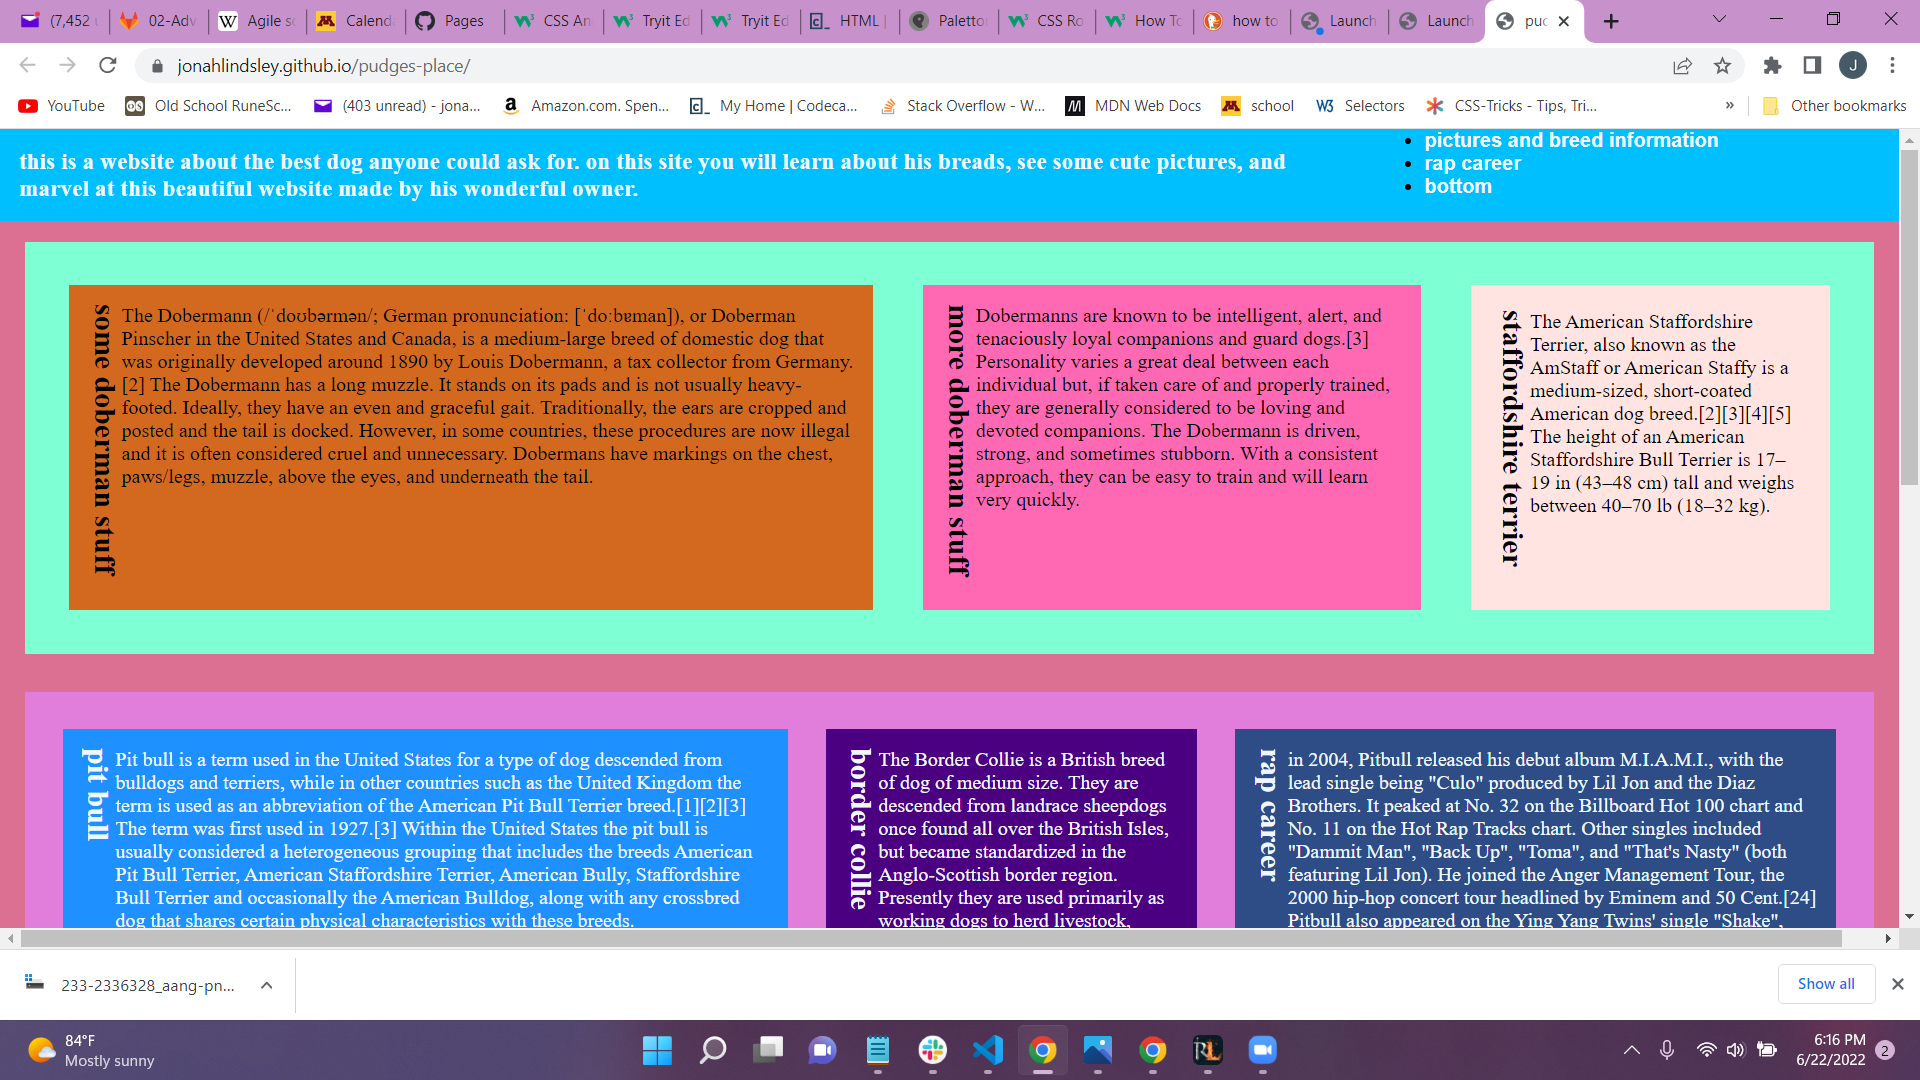 (7,452 u
02-Adv
Agile so
Calenda
Pages
CSS An
Tryit Ed
Tryit Ed
HTML |
Paletto
CSS Ro
How To
how to
Launch
Launch
pud
jonahlindsley.github.io/pudges-place/
J
YouTube
Old School RuneSc...
(403 unread) - jona...
Amazon.com. Spen...
My Home | Codeca...
Stack Overflow - W...
MDN Web Docs
school
Selectors
CSS-Tricks - Tips, Tri...
»
Other bookmarks
this is a website about the best dog anyone could ask for. on this site you will learn about his breads, see some cute pictures, and
marvel at this beautiful website made by his wonderful owner.
• pictures and breed information
• rap career
• bottom
some doberman stuff
The Dobermann (/ˈdoʊbərmən/; German pronunciation: [ˈdoːbɐman]), or Doberman
Pinscher in the United States and Canada, is a medium-large breed of domestic dog that
was originally developed around 1890 by Louis Dobermann, a tax collector from Germany.
[2] The Dobermann has a long muzzle. It stands on its pads and is not usually heavy-
footed. Ideally, they have an even and graceful gait. Traditionally, the ears are cropped and
posted and the tail is docked. However, in some countries, these procedures are now illegal
and it is often considered cruel and unnecessary. Dobermans have markings on the chest,
paws/legs, muzzle, above the eyes, and underneath the tail.
more doberman stuff
Dobermanns are known to be intelligent, alert, and
tenaciously loyal companions and guard dogs.[3]
Personality varies a great deal between each
individual but, if taken care of and properly trained,
they are generally considered to be loving and
devoted companions. The Dobermann is driven,
strong, and sometimes stubborn. With a consistent
approach, they can be easy to train and will learn
very quickly.
staffordshire terrier
The American Staffordshire
Terrier, also known as the
AmStaff or American Staffy is a
medium-sized, short-coated
American dog breed.[2][3][4][5]
The height of an American
Staffordshire Bull Terrier is 17–
19 in (43–48 cm) tall and weighs
between 40–70 lb (18–32 kg).
pit bull
Pit bull is a term used in the United States for a type of dog descended from
bulldogs and terriers, while in other countries such as the United Kingdom the
term is used as an abbreviation of the American Pit Bull Terrier breed.[1][2][3]
The term was first used in 1927.[3] Within the United States the pit bull is
usually considered a heterogeneous grouping that includes the breeds American
Pit Bull Terrier, American Staffordshire Terrier, American Bully, Staffordshire
Bull Terrier and occasionally the American Bulldog, along with any crossbred
dog that shares certain physical characteristics with these breeds.
border collie
The Border Collie is a British breed
of dog of medium size. They are
descended from landrace sheepdogs
once found all over the British Isles,
but became standardized in the
Anglo-Scottish border region.
Presently they are used primarily as
working dogs to herd livestock,
rap career
in 2004, Pitbull released his debut album M.I.A.M.I., with the
lead single being "Culo" produced by Lil Jon and the Diaz
Brothers. It peaked at No. 32 on the Billboard Hot 100 chart and
No. 11 on the Hot Rap Tracks chart. Other singles included
"Dammit Man", "Back Up", "Toma", and "That's Nasty" (both
featuring Lil Jon). He joined the Anger Management Tour, the
2000 hip-hop concert tour headlined by Eminem and 50 Cent.[24]
Pitbull also appeared on the Ying Yang Twins' single "Shake",
233-2336328_aang-pn...
Show all
84°F
Mostly sunny
6:16 PM
6/22/2022
2